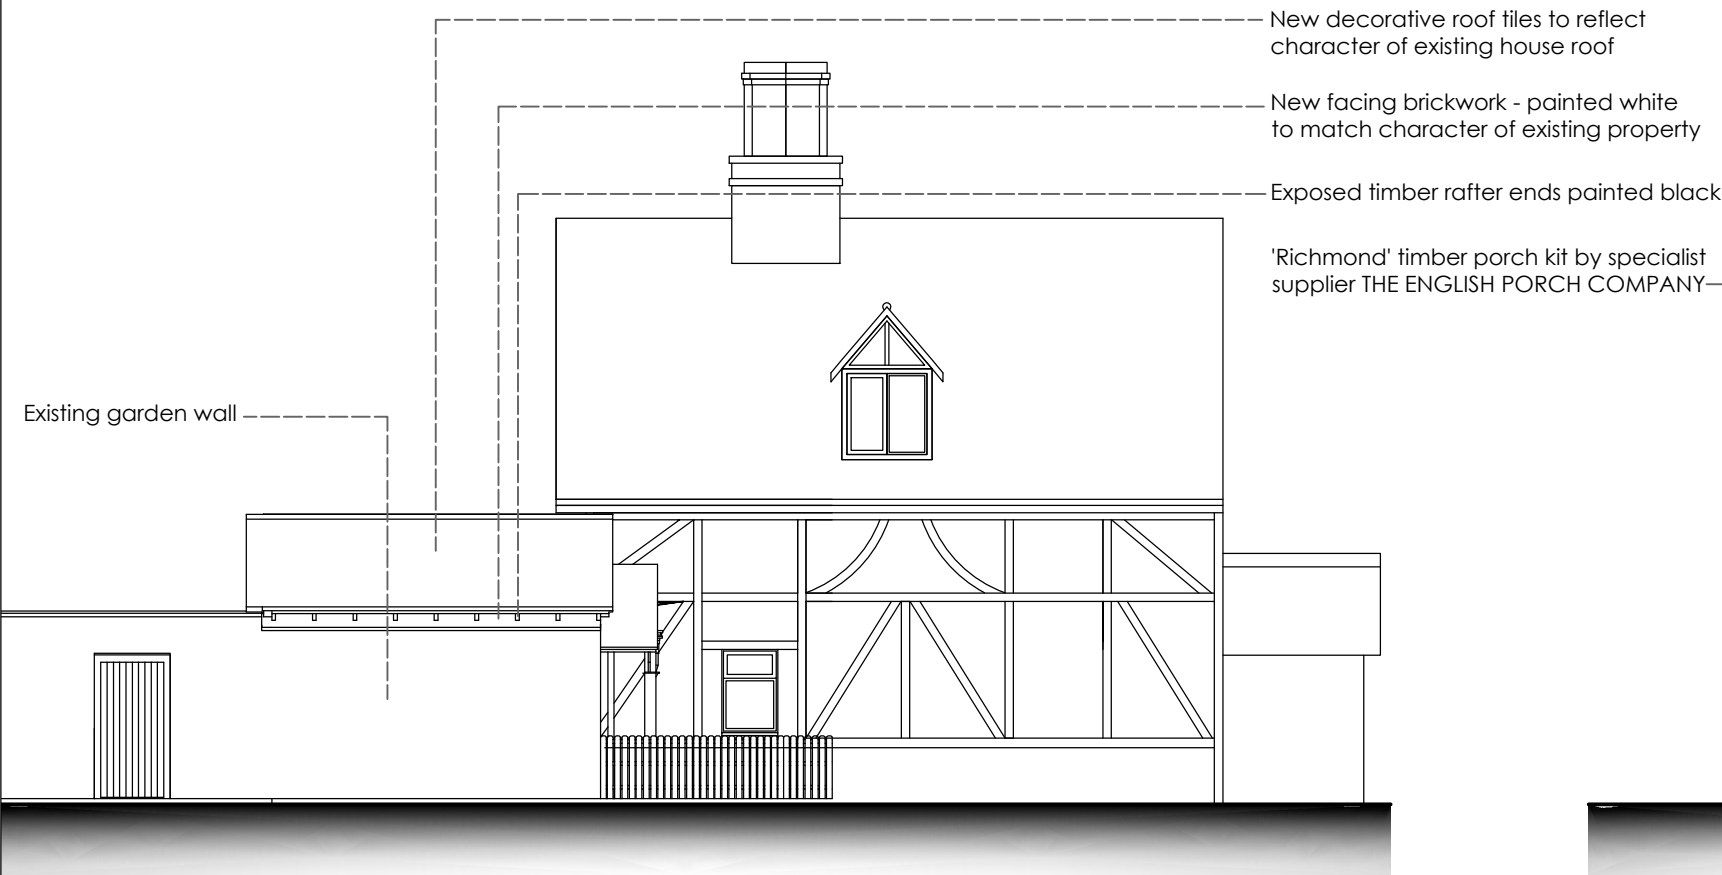 New decorative roof tiles to reflect
character of existing house roof
New facing brickwork - painted white
to match character of existing property
Exposed timber rafter ends painted black
'Richmond' timber porch kit by specialist
supplier THE ENGLISH PORCH COMPANY
Existing garden wall